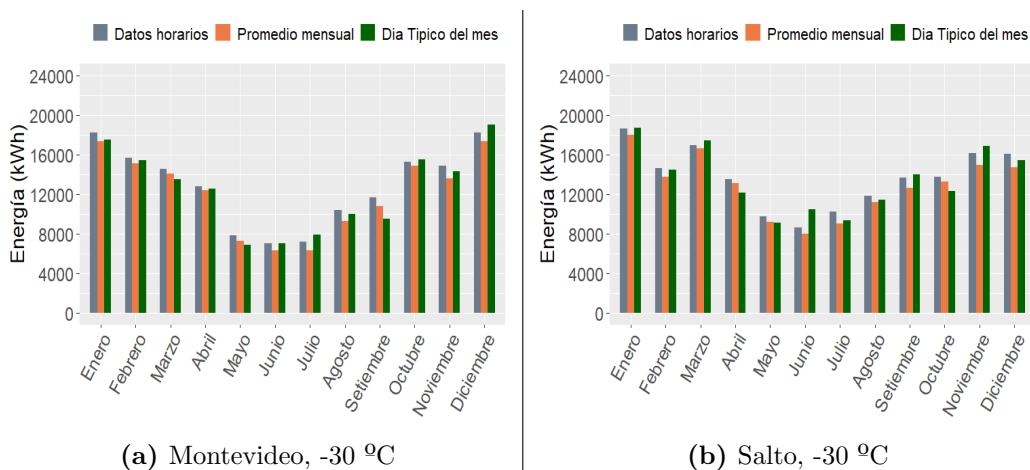 Datos horarios Promedio mensual Dia Tipico del mes
Energía (kWh)
24000
20000
16000
12000
8000
4000
0
Enero
Febrero
Marzo
Abril
Mayo
Junio
Julio
Agosto
Setiembre
Octubre
Noviembre
Diciembre
(a) Montevideo, -30 ºC
Datos horarios Promedio mensual Dia Tipico del mes
Energía (kWh)
24000
20000
16000
12000
8000
4000
0
Enero
Febrero
Marzo
Abril
Mayo
Junio
Julio
Agosto
Setiembre
Octubre
Noviembre
Diciembre
(b) Salto, -30 ºC